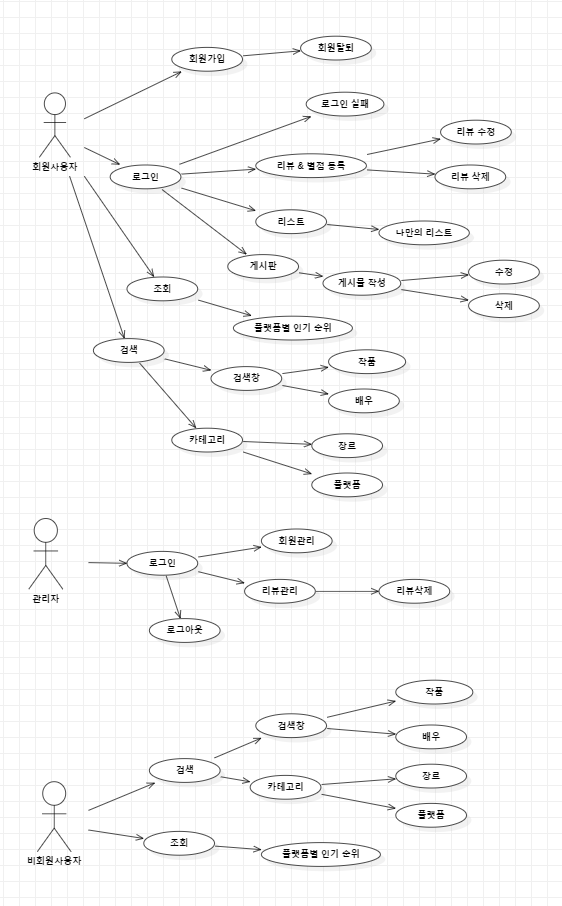 회원가입
회원탈퇴
회원사용자
로그인
로그인 실패
리뷰 & 별점 등록
리뷰 수정
리뷰 삭제
리스트
나만의 리스트
게시판
게시물 작성
수정
삭제
조회
플랫폼별 인기 순위
검색
검색창
작품
배우
카테고리
장르
플랫폼
관리자
로그인
회원관리
리뷰관리
리뷰삭제
로그아웃
비회원사용자
검색
검색창
작품
배우
카테고리
장르
플랫폼
조회
플랫폼별 인기 순위